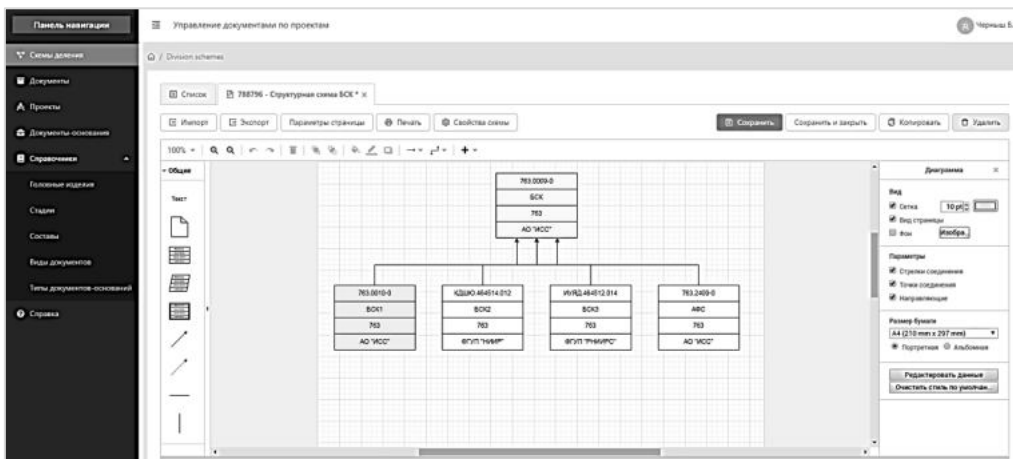 Панель навигации
Управление документами по проектам
Черныш Б
Схемы деления
/ Division schemes
Документы
Проекты
Документы-основания
Справочники
Головные изделия
Стадии
Составы
Виды документов
Типы документов-оснований
Справка
Список
788796 - Структурная схема БСК * ×
Импорт
Экспорт
Параметры страницы
Печать
Свойства схемы
Сохранить
Сохранить и закрыть
Копировать
Удалить
100%
Общие
Текст
763.0009-0
БСК
763
АО "ИСС"
763.0010-0
БСК1
763
АО "ИСС"
КДШЮ.464514.012
БСК2
763
ФГУП "НИИР"
ИУЯД.464512.014
БСК3
763
ФГУП "РНИИРС"
763.2400-0
АФС
763
АО "ИСС"
Диаграмма ×
Вид
Сетка 10 pt
Вид страницы
Фон Изобра...
Параметры
Стрелки соединения
Точки соединения
Направляющие
Размер бумаги
A4 (210 mm x 297 mm)
Портретная Альбомная
Редактировать данные
Очистить стиль по умолчан...